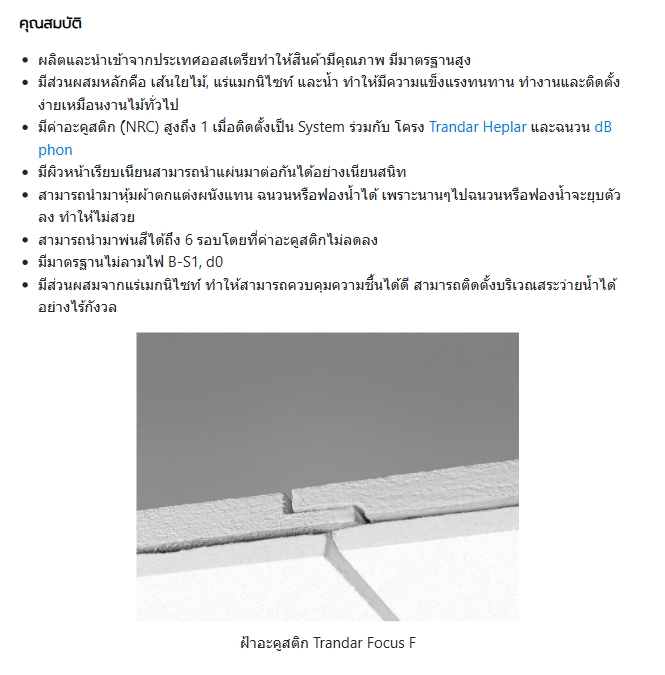 คุณสมบัติ
ผลิตและนำเข้าจากประเทศออสเตรียทำให้สินค้ามีคุณภาพ มีมาตรฐานสูง
มีส่วนผสมหลักคือ เส้นใยไม้, แร่แมกนิไซท์ และน้ำ ทำให้มีความแข็งแรงทนทาน ทำงานและติดตั้ง
ง่ายเหมือนงานไม้ทั่วไป
มีค่าอะคูสติก (NRC) สูงถึง 1 เมื่อติดตั้งเป็น System ร่วมกับ โครง Trandar Heplar และฉนวน dB
phon
มีผิวหน้าเรียบเนียนสามารถนำแผ่นมาต่อกันได้อย่างเนียนสนิท
สามารถนำมาหุ้มผ้าตกแต่งผนังแทน ฉนวนหรือฟองน้ำได้ เพราะนานๆไปฉนวนหรือฟองน้ำจะยุบตัว
ลง ทำให้ไม่สวย
สามารถนำมาพ่นสีได้ถึง 6 รอบโดยที่ค่าอะคูสติกไม่ลดลง
มีมาตรฐานไม่ลามไฟ B-S1, d0
มีส่วนผสมจากแร่เมกนิไซท์ ทำให้สามารถควบคุมความชื้นได้ดี สามารถติดตั้งบริเวณสระว่ายน้ำได้
อย่างไร้กังวล
ฝ้าอะคูสติก Trandar Focus F